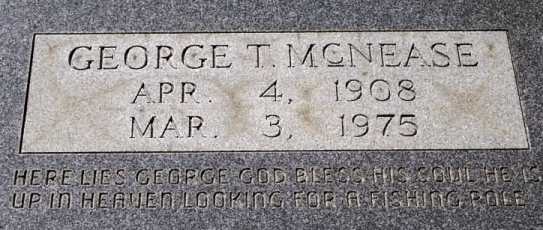 GEORGE T. McNEASE
APR. 4, 1908
MAR. 3, 1975
HERE LIES GEORGE GOD BLESS HIS SOUL HE IS
UP IN HEAVEN LOOKING FOR A FISHING POLE